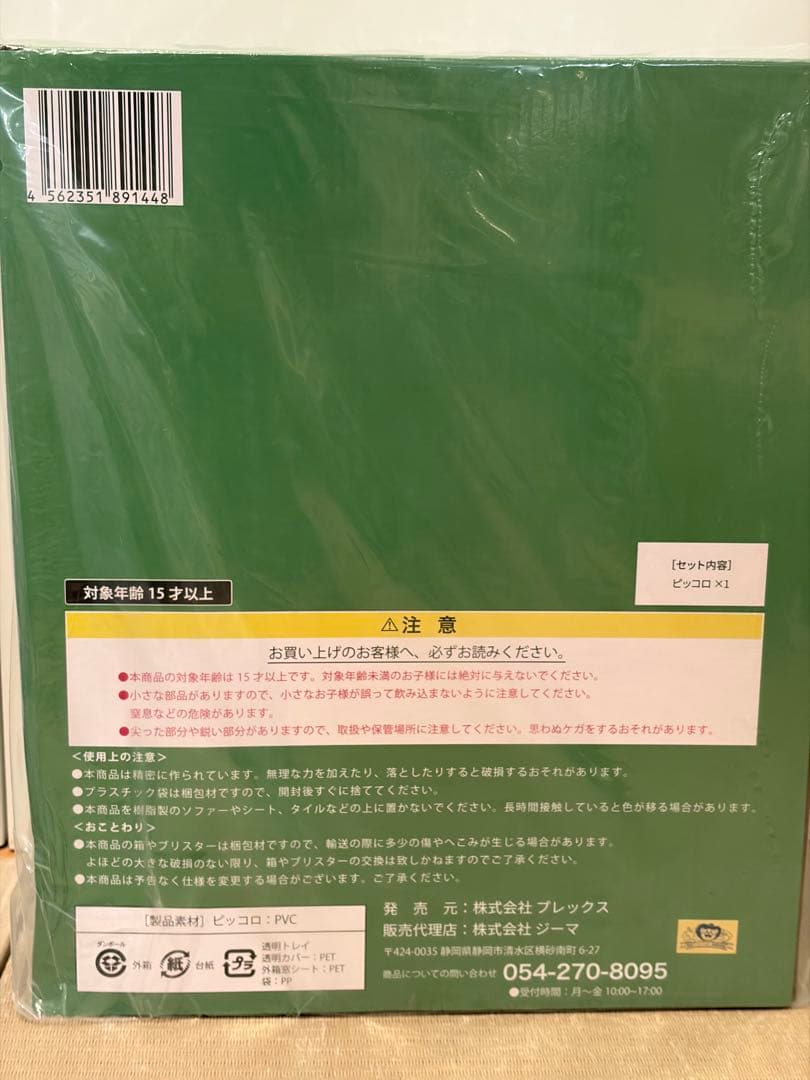 4 562351 891448
[セット内容]
ピッコロ ×1
対象年齢 15 才以上
⚠注 意
お買い上げのお客様へ、必ずお読みください。
●本商品の対象年齢は 15 才以上です。対象年齢未満のお子様には絶対に与えないでください。
●小さな部品がありますので、小さなお子様が誤って飲み込まないように注意してください。
窒息などの危険があります。
●尖った部分や鋭い部分がありますので、取扱や保管場所に注意してください。思わぬケガをするおそれがあります。
＜使用上の注意＞
●本商品は精密に作られています。無理な力を加えたり、落としたりすると破損するおそれがあります。
●プラスチック袋は梱包材ですので、開封後すぐに捨ててください。
●本商品を樹脂製のソファーやシート、タイルなどの上に置かないでください。長時間接触していると色が移る場合があります。
＜おことわり＞
●本商品の箱やブリスターは梱包材ですので、輸送の際に多少の傷やへこみが生じる場合があります。
よほどの大きな破損のない限り、箱やブリスターの交換は致しかねますのでご了承ください。
●本商品は予告なく仕様を変更する場合がございます。ご了承ください。
[製品素材] ピッコロ：PVC
ダンボール
外箱
紙
台紙
プラ
透明トレイ
透明カバー：PET
外箱窓シート：PET
袋：PP
発 売 元：株式会社 プレックス
販売代理店：株式会社 ジーマ
〒424-0035 静岡県静岡市清水区横砂南町 6-27
商品についての問い合わせ 054-270-8095
●受付時間：月～金 10:00~17:00